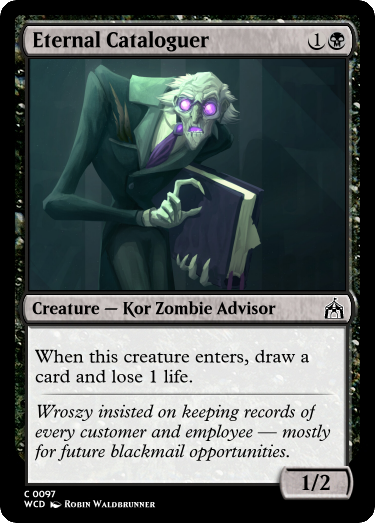 Eternal Cataloguer 1
Creature — Kor Zombie Advisor
When this creature enters, draw a
card and lose 1 life.
Wroszy insisted on keeping records of
every customer and employee — mostly
for future blackmail opportunities.
1/2
C 0097
WCD Robin Waldbrunner